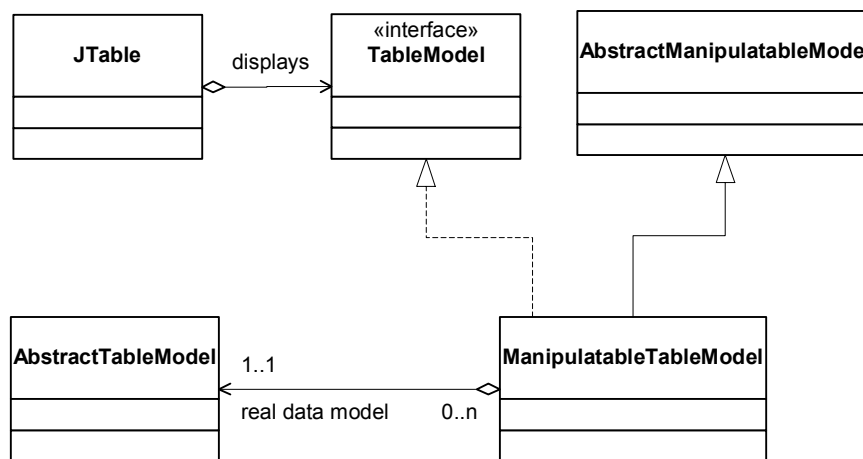 JTable
displays
«interface»
TableModel
AbstractManipulatableMode
AbstractTableModel
1..1
real data model
0..n
ManipulatableTableModel